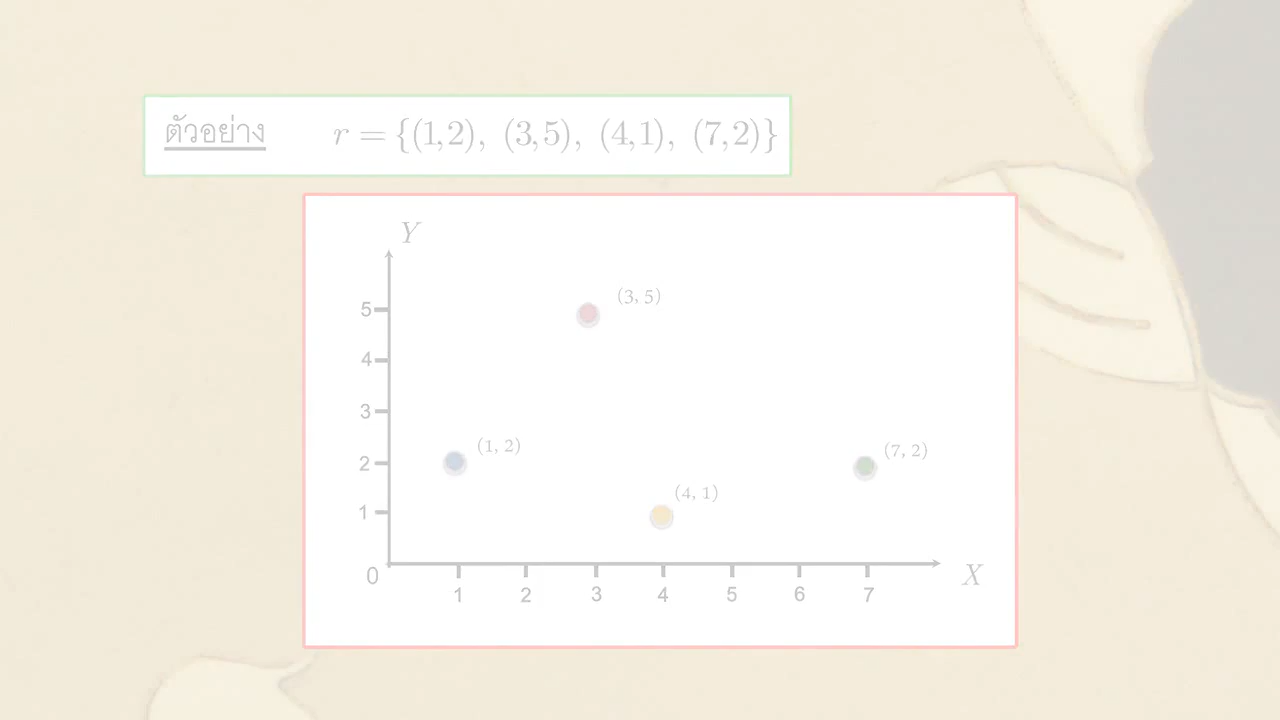 ตัวอย่าง r = {(1,2), (3,5), (4,1), (7,2)}
Y
(3, 5)
5
4
3
(1, 2)
(7, 2)
2
(4, 1)
1
0
X
1 2 3 4 5 6 7